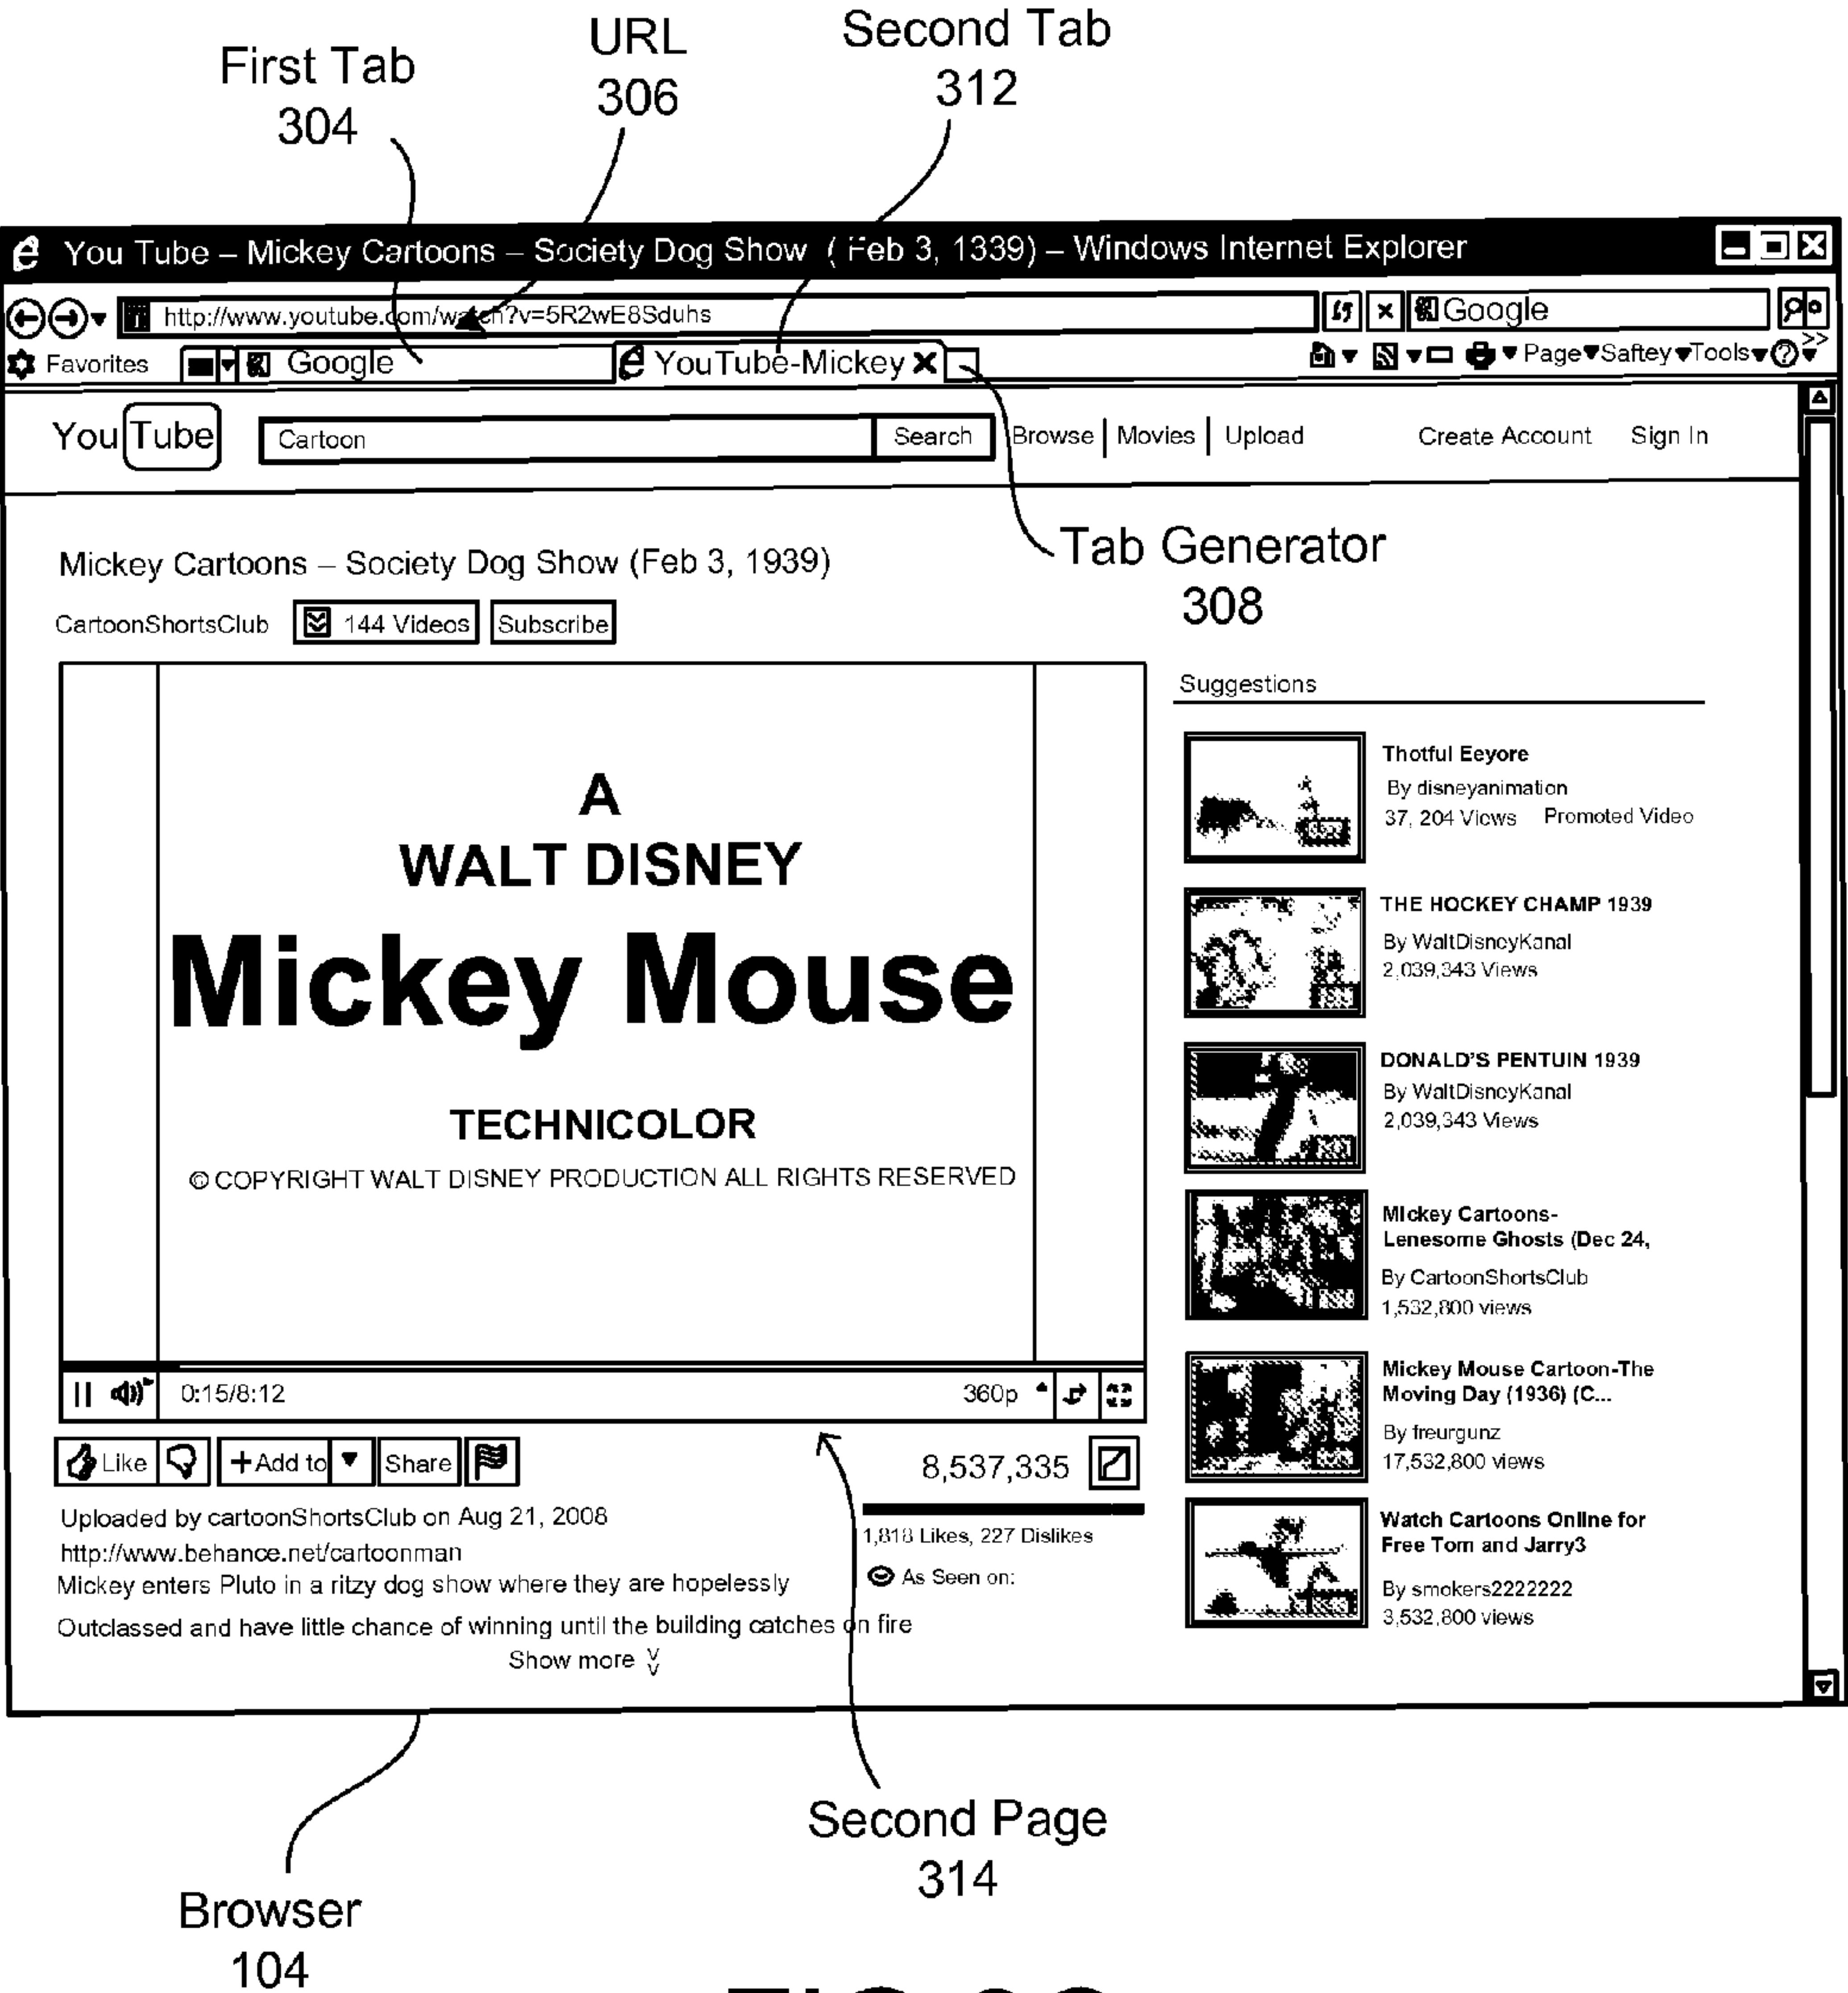 First Tab
304
URL
306
Second Tab
312
You Tube – Mickey Cartoons – Society Dog Show ( Feb 3, 1339) – Windows Internet Explorer
http://www.youtube.com/watch?v=5R2wE8Sduhs
Google
Favorites
Google
YouTube-Mickey
Page Saftey Tools
>>
You Tube
Cartoon
Search
Browse | Movies | Upload
Create Account
Sign In
Tab Generator
308
Mickey Cartoons – Society Dog Show (Feb 3, 1939)
CartoonShortsClub
144 Videos
Subscribe
A
WALT DISNEY
Mickey Mouse
TECHNICOLOR
© COPYRIGHT WALT DISNEY PRODUCTION ALL RIGHTS RESERVED
0:15/8:12
360p
Like
+Add to
Share
8,537,335
Uploaded by cartoonShortsClub on Aug 21, 2008
http://www.behance.net/cartoonman
Mickey enters Pluto in a ritzy dog show where they are hopelessly
Outclassed and have little chance of winning until the building catches on fire
Show more
1,818 Likes, 227 Dislikes
As Seen on:
Suggestions
Thotful Eeyore
By disneyanimation
37, 204 Views Promoted Video
THE HOCKEY CHAMP 1939
By WaltDisneyKanal
2,039,343 Views
DONALD'S PENTUIN 1939
By WaltDisneyKanal
2,039,343 Views
Mickey Cartoons-
Lenesome Ghosts (Dec 24,
By CartoonShortsClub
1,532,800 views
Mickey Mouse Cartoon-The
Moving Day (1936) (C...
By freurgunz
17,532,800 views
Watch Cartoons Online for
Free Tom and Jarry3
By smokers2222222
3,532,800 views
Second Page
314
Browser
104